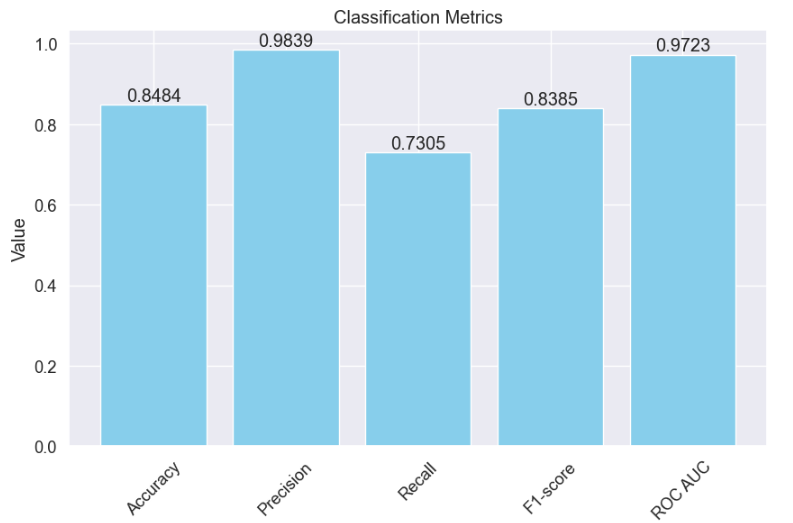 Classification Metrics
1.0
0.8
0.6
0.4
0.2
0.0
Value
0.8484
0.9839
0.7305
0.8385
0.9723
Accuracy
Precision
Recall
F1-score
ROC AUC